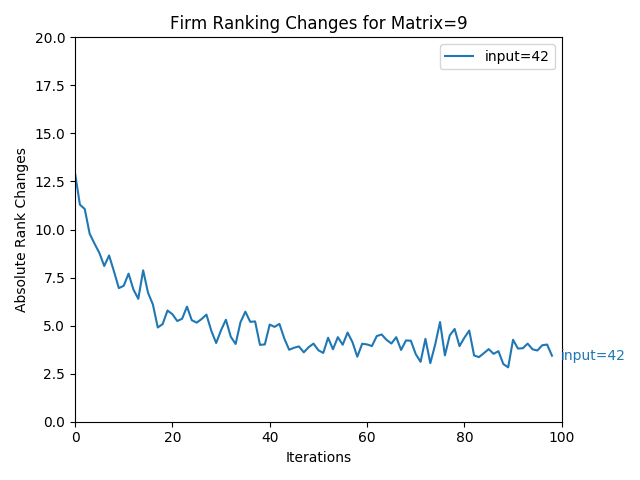 Firm Ranking Changes for Matrix=9
20.0
17.5
15.0
12.5
10.0
7.5
5.0
2.5
0.0
Absolute Rank Changes
input=42
input=42
0 20 40 60 80 100
Iterations